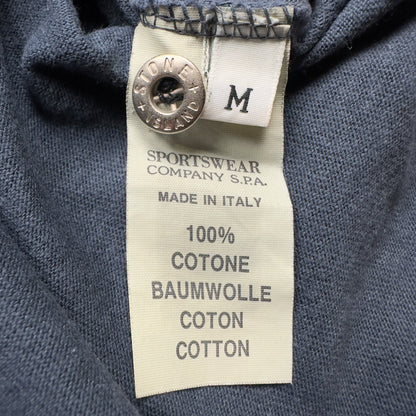 STONE
ISLAND
M
SPORTSWEAR
COMPANY S.P.A.
MADE IN ITALY
100%
COTONE
BAUMWOLLE
COTON
COTTON